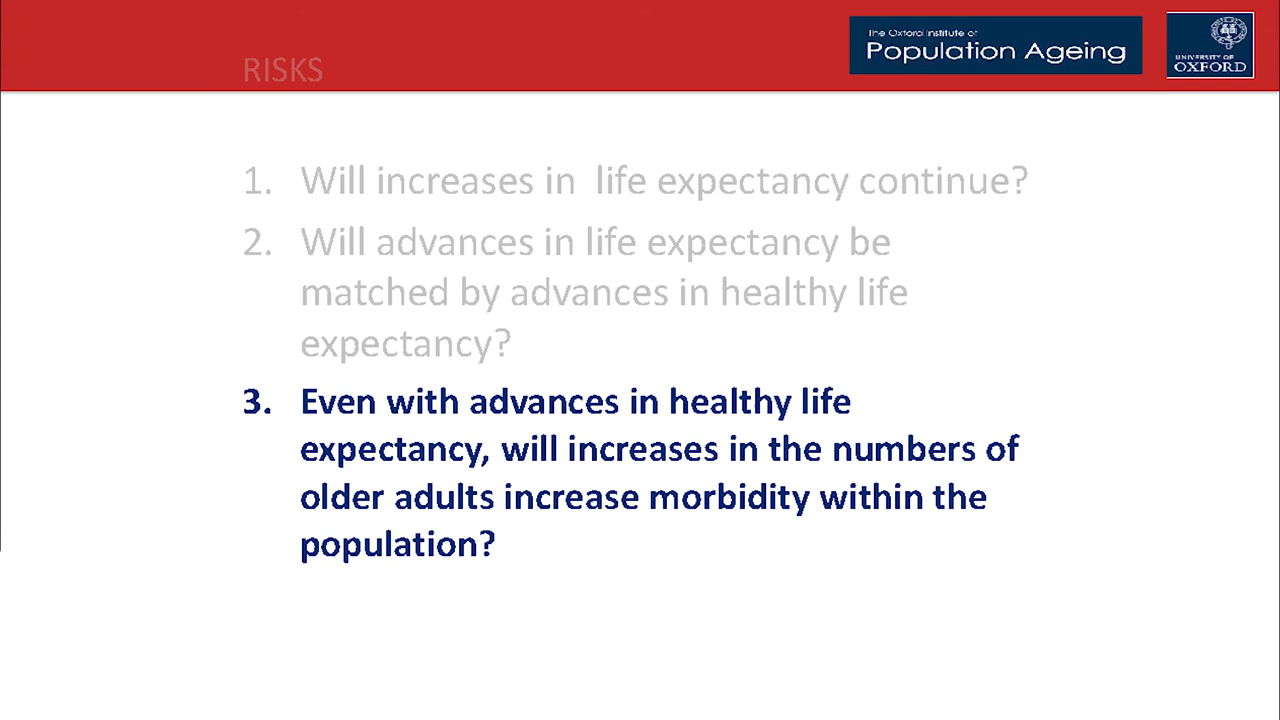 The Oxford Institute of
Population Ageing
UNIVERSITY OF
OXFORD
RISKS
1. Will increases in life expectancy continue?
2. Will advances in life expectancy be
matched by advances in healthy life
expectancy?
3. Even with advances in healthy life
expectancy, will increases in the numbers of
older adults increase morbidity within the
population?